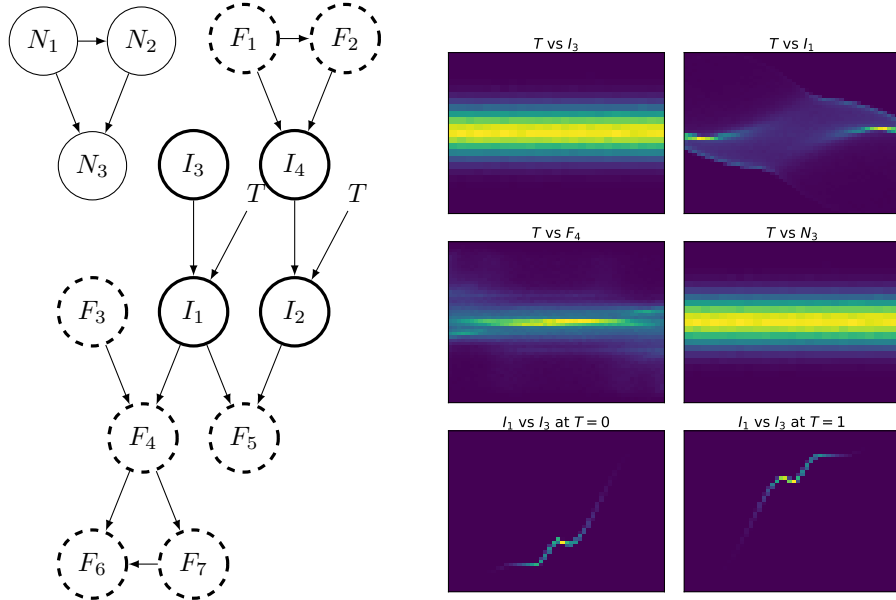 N₁ N₂ F₁ F₂
N₃ I₃ I₄
T T
F₃ I₁ I₂
F₄ F₅
F₆ F₇
T vs I₃ T vs I₁
T vs F₄ T vs N₃
I₁ vs I₃ at T = 0 I₁ vs I₃ at T = 1